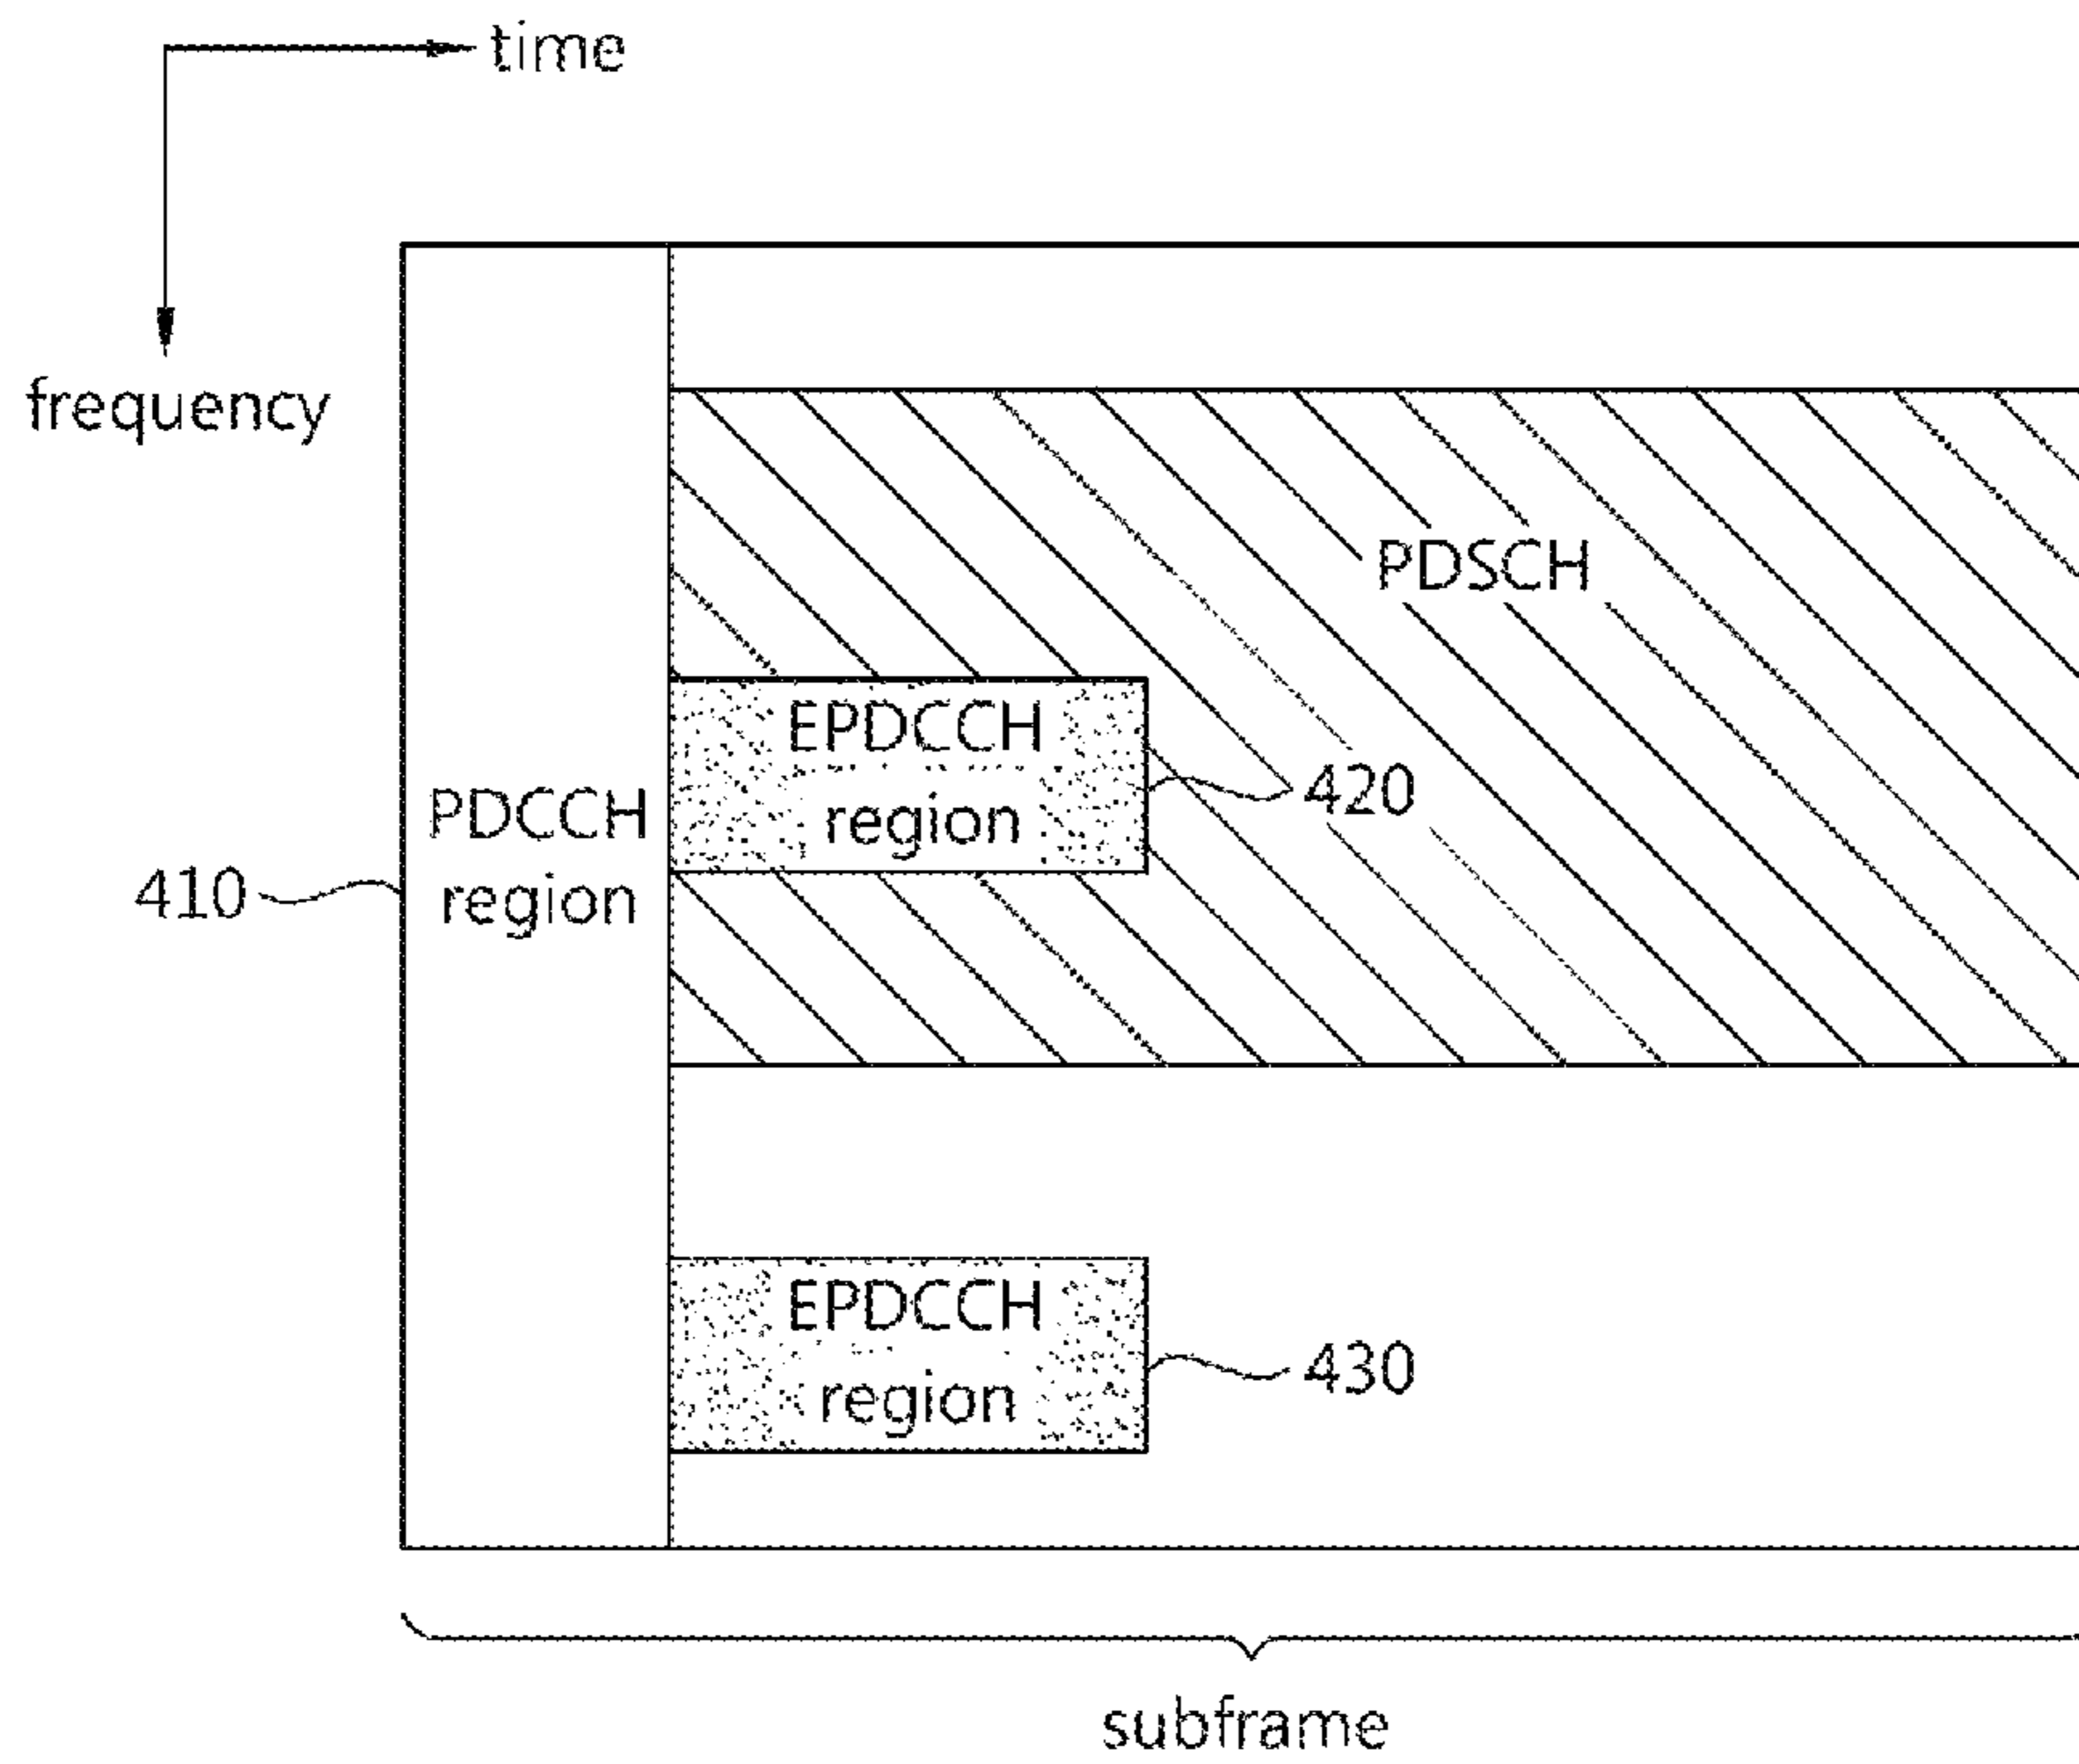 time
frequency
PDSCH
EPDCCH
region
420
PDCCH
region
410
EPDCCH
region
430
subframe